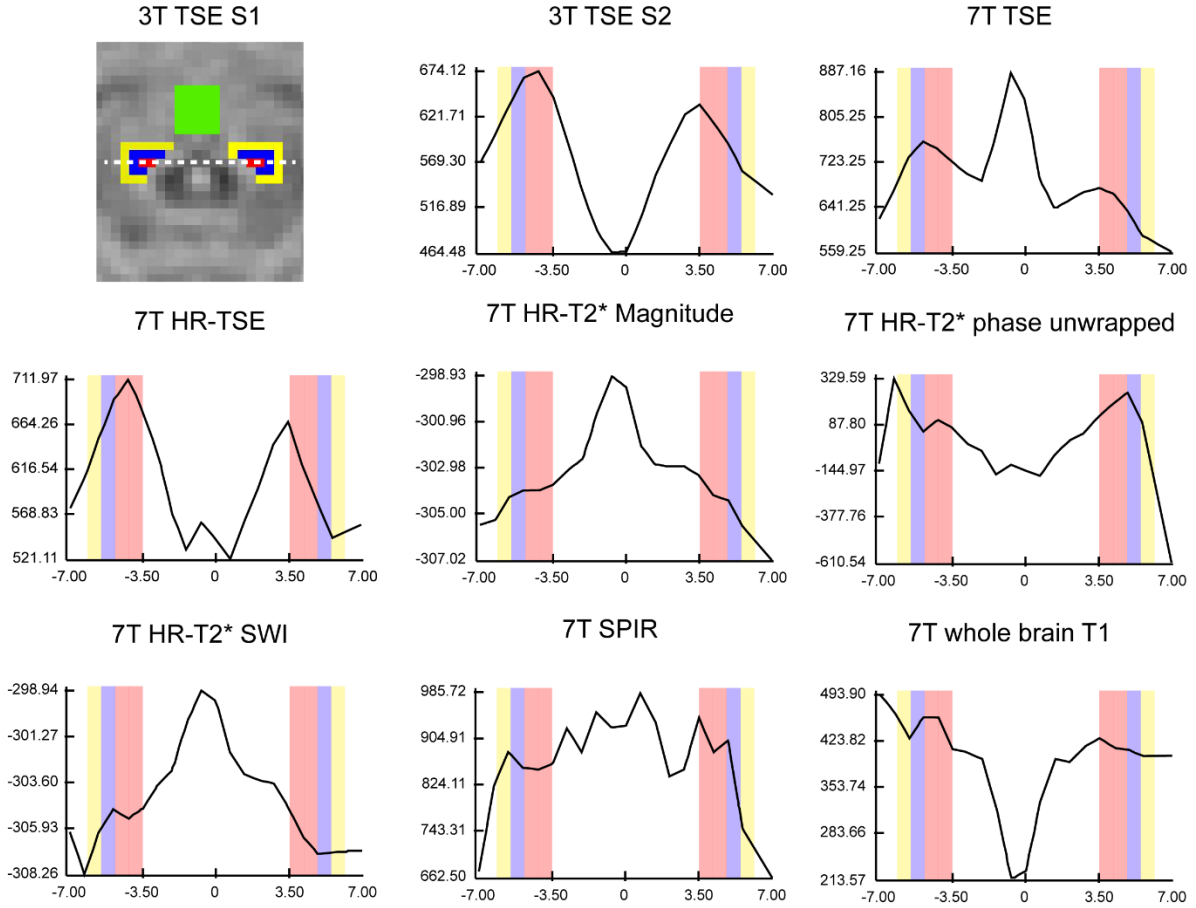 3T TSE S1
3T TSE S2
7T TSE
674.12
621.71
569.30
516.89
464.48
-7.00 -3.50 0 3.50 7.00
887.16
805.25
723.25
641.25
559.25
-7.00 -3.50 0 3.50 7.00
7T HR-TSE
7T HR-T2* Magnitude
7T HR-T2* phase unwrapped
711.97
664.26
616.54
568.83
521.11
-7.00 -3.50 0 3.50 7.00
-298.93
-300.96
-302.98
-305.00
-307.02
-7.00 -3.50 0 3.50 7.00
329.59
87.80
-144.97
-377.76
-610.54
-7.00 -3.50 0 3.50 7.00
7T HR-T2* SWI
7T SPIR
7T whole brain T1
-298.94
-301.27
-303.60
-305.93
-308.26
-7.00 -3.50 0 3.50 7.00
985.72
904.91
824.11
743.31
662.50
-7.00 -3.50 0 3.50 7.00
493.90
423.82
353.74
283.66
213.57
-7.00 -3.50 0 3.50 7.00